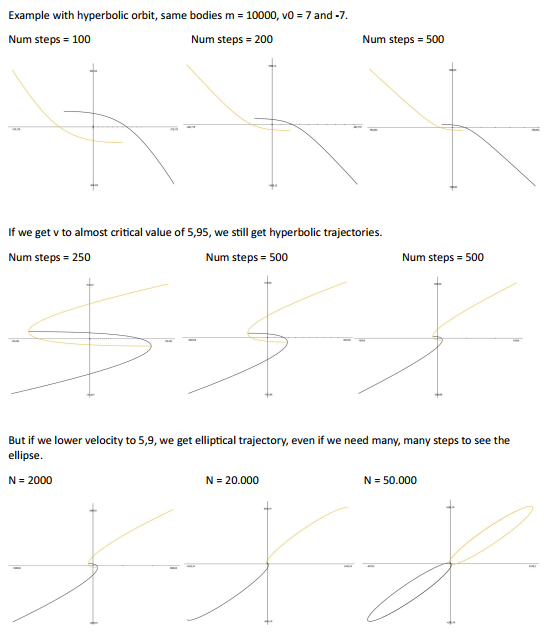 Example with hyperbolic orbit, same bodies m = 10000, v0 = 7 and -7.
Num steps = 100 Num steps = 200 Num steps = 500
If we get v to almost critical value of 5,95, we still get hyperbolic trajectories.
Num steps = 250 Num steps = 500 Num steps = 500
But if we lower velocity to 5,9, we get elliptical trajectory, even if we need many, many steps to see the
ellipse.
N = 2000 N = 20.000 N = 50.000